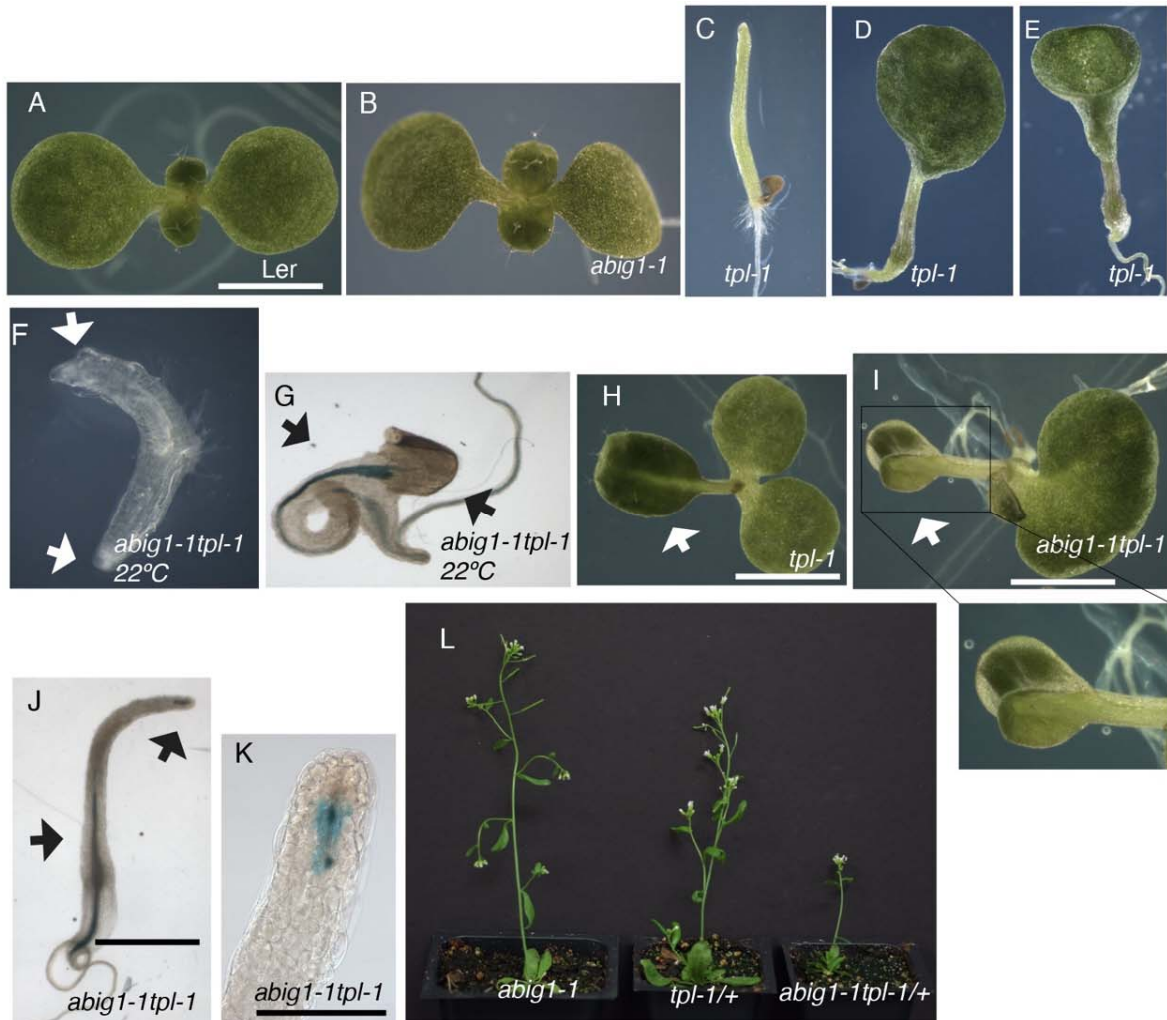 A
Ler
B
abig1-1
C
tpl-1
D
tpl-1
E
tpl-1
F
abig1-1tpl-1
22ºC
G
abig1-1tpl-1
22ºC
H
tpl-1
I
abig1-1tpl-1
J
abig1-1tpl-1
K
abig1-1tpl-1
L
abig1-1
tpl-1/+
abig1-1tpl-1/+